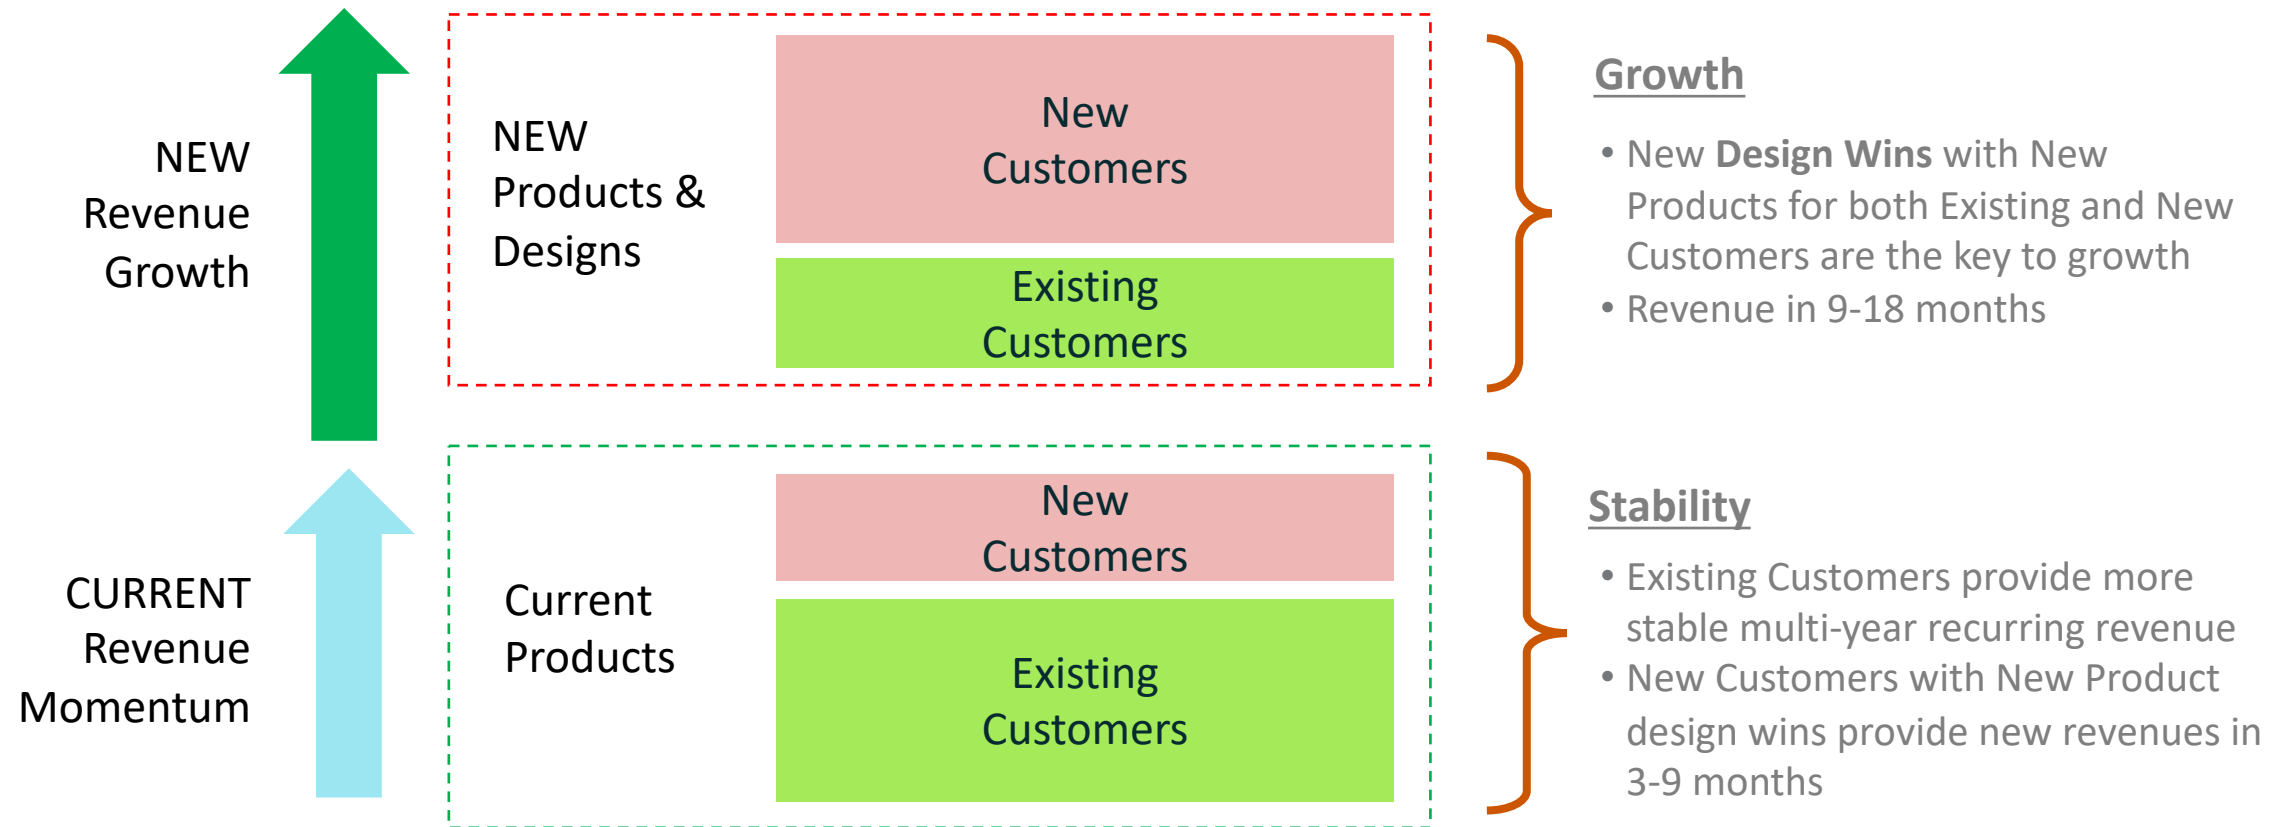 NEW
Revenue
Growth
NEW
Products &
Designs
New
Customers
Existing
Customers
Growth
• New Design Wins with New
Products for both Existing and New
Customers are the key to growth
• Revenue in 9-18 months
CURRENT
Revenue
Momentum
Current
Products
New
Customers
Existing
Customers
Stability
• Existing Customers provide more
stable multi-year recurring revenue
• New Customers with New Product
design wins provide new revenues in
3-9 months